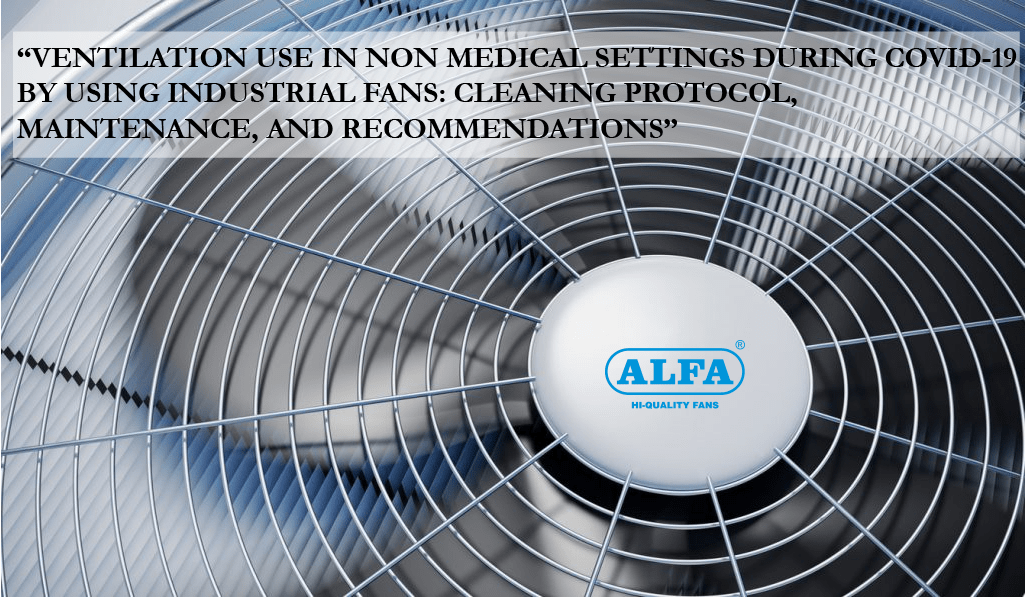 “VENTILATION USE IN NON MEDICAL SETTINGS DURING COVID-19
BY USING INDUSTRIAL FANS: CLEANING PROTOCOL,
MAINTENANCE, AND RECOMMENDATIONS”
ALFA®
HI-QUALITY FANS